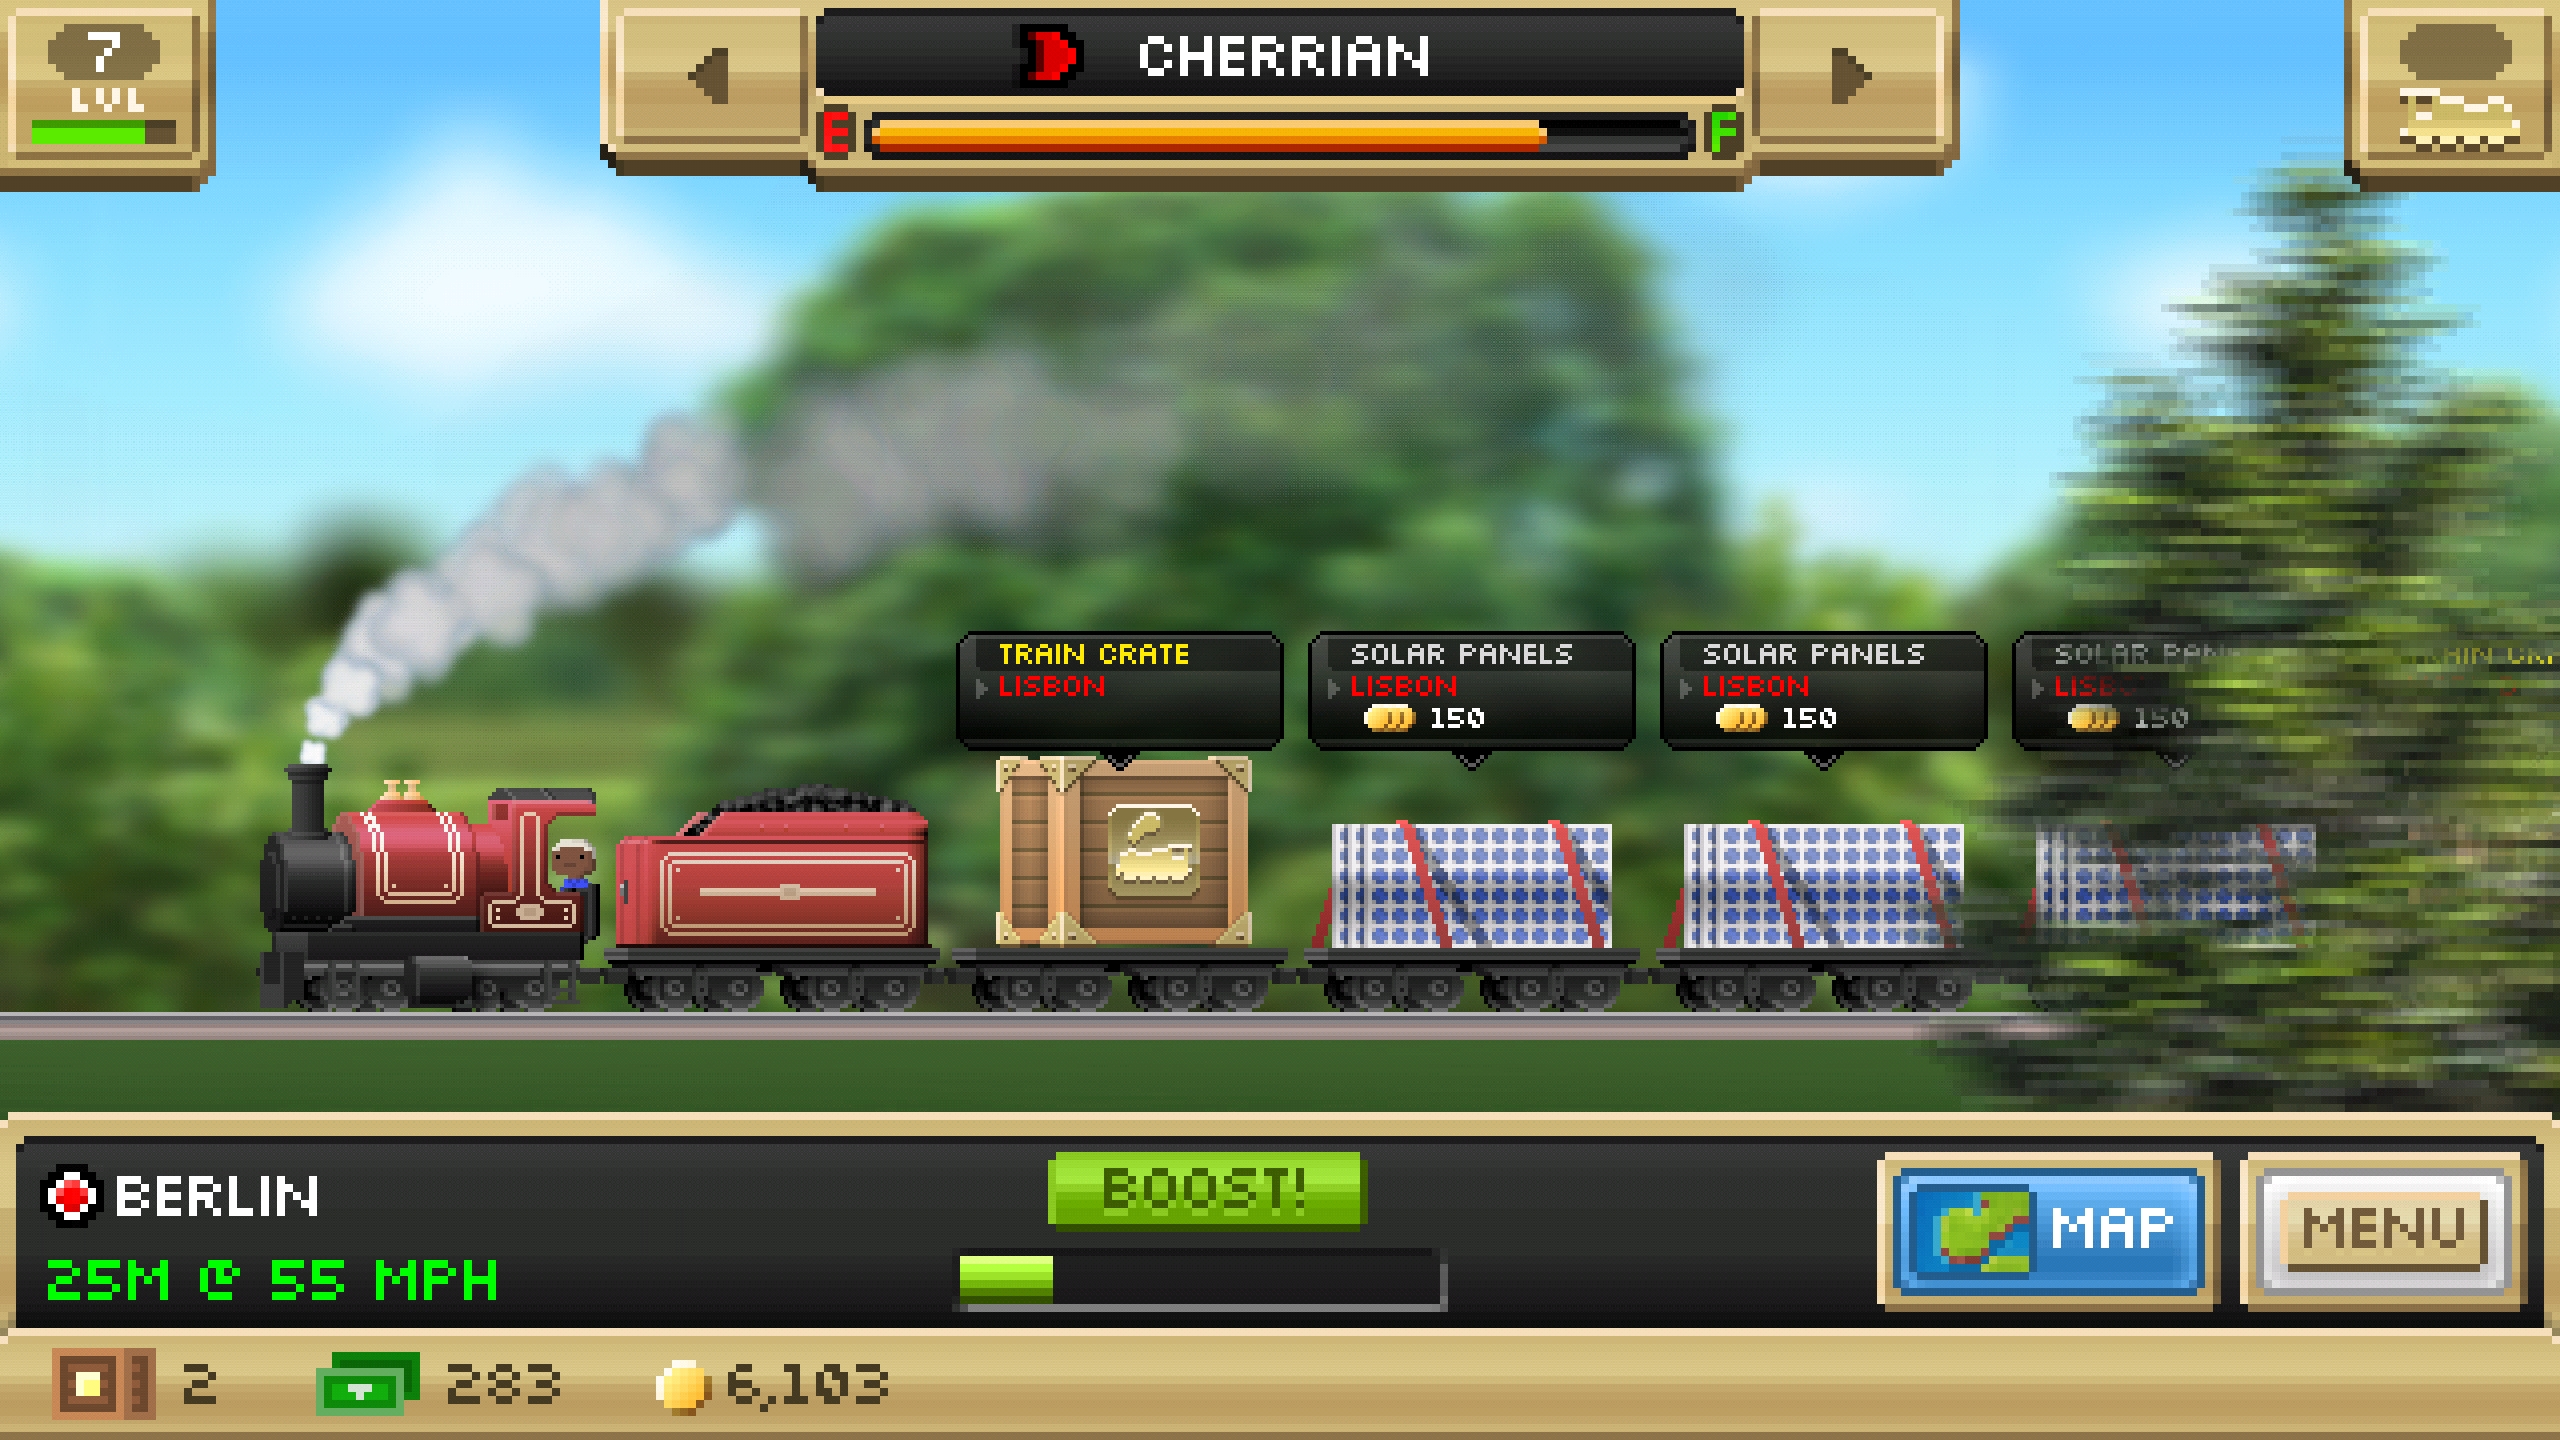 7
LVL
CHERRIAN
E F
TRAIN CRATE
LISBON
SOLAR PANELS
LISBON
150
SOLAR PANELS
LISBON
150
SOLAR
150
BERLIN
25M @ 55 MPH
BOOST!
MAP
MENU
2
283
6,103